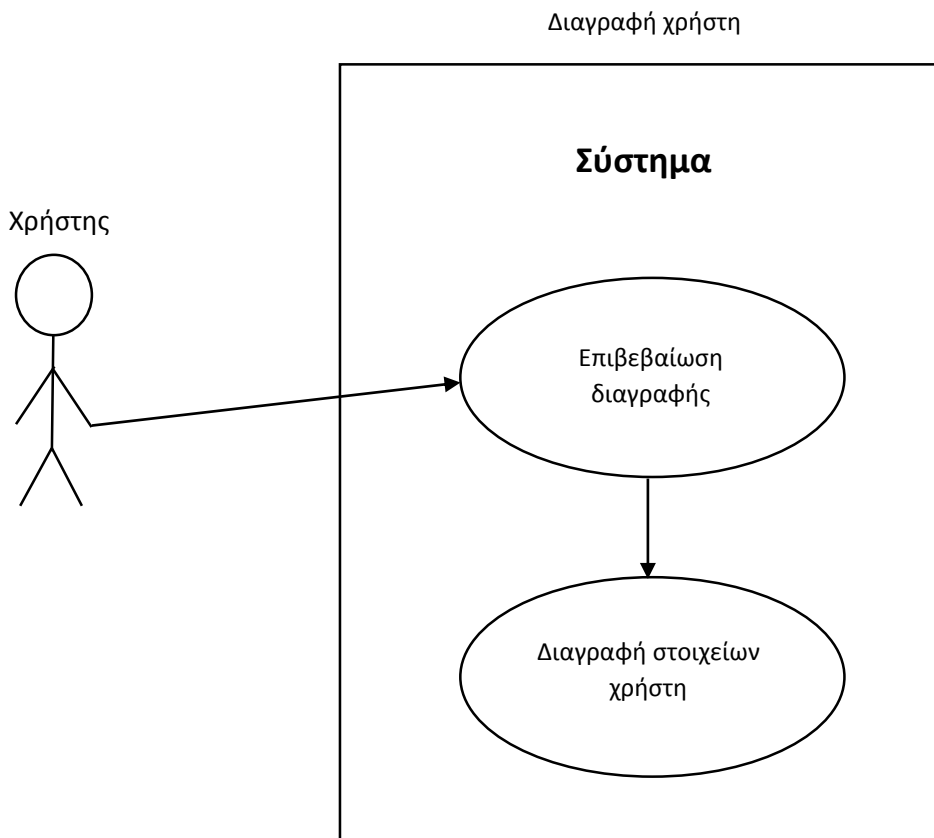 Διαγραφή χρήστη
Σύστημα
Χρήστης
Επιβεβαίωση
διαγραφής
Διαγραφή στοιχείων
χρήστη